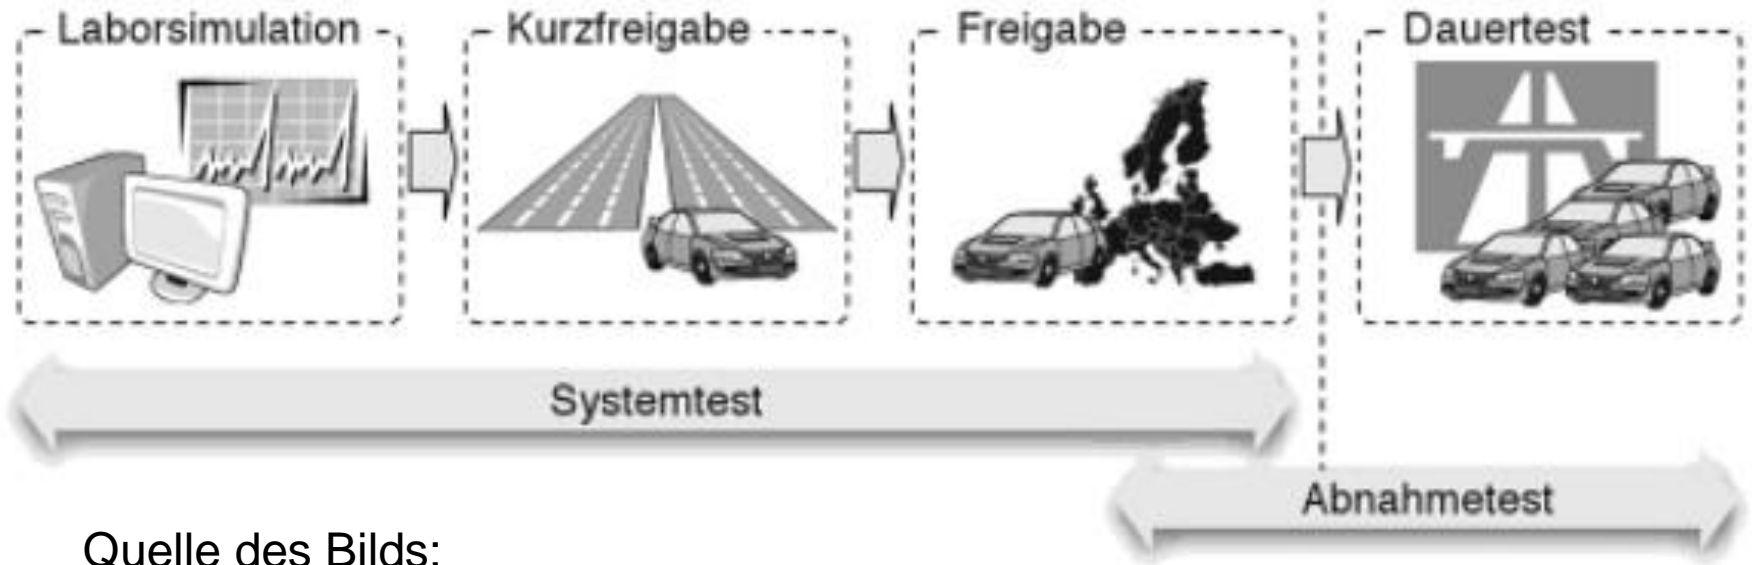 Laborsimulation
Kurzfreigabe
Freigabe
Dauertest
Systemtest
Abnahmetest
Quelle des Bilds: